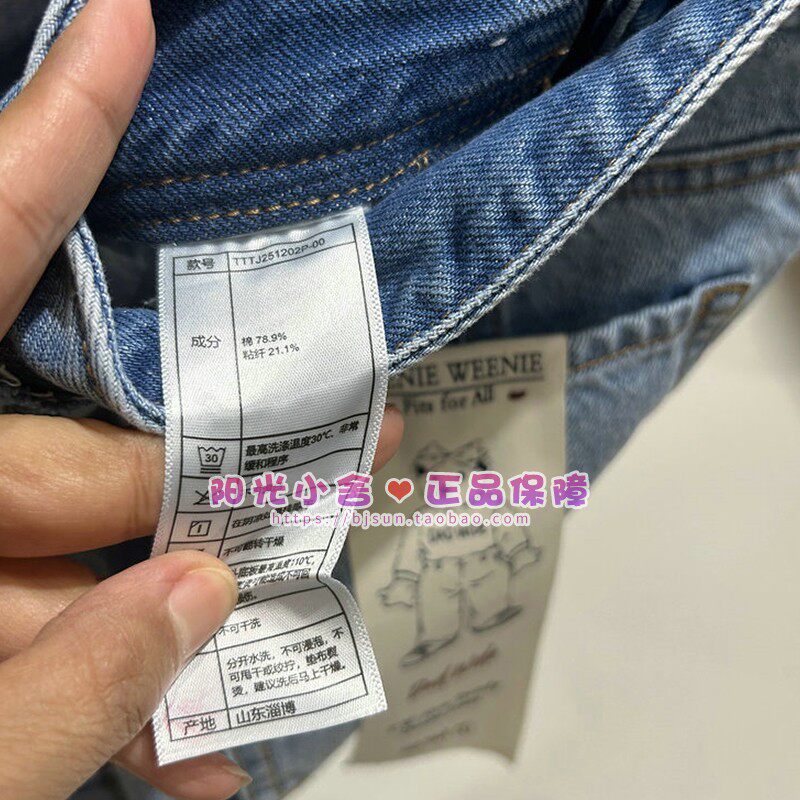 款号 TTTJ251202P-00
成分 棉 78.9%
粘纤 21.1%
30 最高洗涤温度30℃, 非常
缓和程序
不可翻转干燥
不可干洗
分开水洗, 不可浸泡, 不
可甩干或绞拧, 垫布熨
烫, 建议洗后马上干燥.
产地 山东淄博
ENIE WEENIE
Fits for All
阳光小舍❤正品保障
https://bjsun.taobao.com